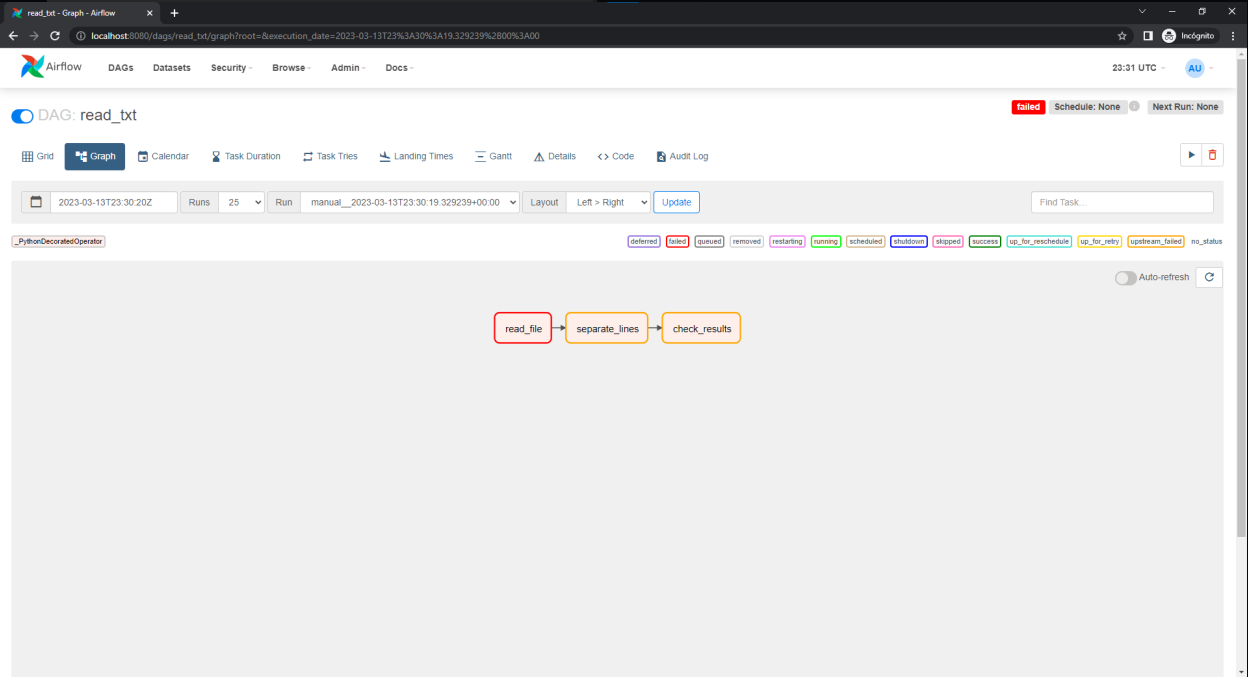 read_txt - Graph - Airflow
localhost:8080/dags/read_txt/graph?root=&execution_date=2023-03-13T23%3A30%3A19.329239%2B00%3A00
Incógnito
Airflow DAGs Datasets Security Browse Admin Docs 23:31 UTC AU
DAG: read_txt failed Schedule: None Next Run: None
Grid Graph Calendar Task Duration Task Tries Landing Times Gantt Details Code Audit Log
2023-03-13T23:30:20Z Runs 25 Run manual__2023-03-13T23:30:19.329239+00:00 Layout Left > Right Update Find Task...
_PythonDecoratedOperator deferred failed queued removed restarting running scheduled shutdown skipped success up_for_reschedule up_for_retry upstream_failed no_status
Auto-refresh
read_file separate_lines check_results